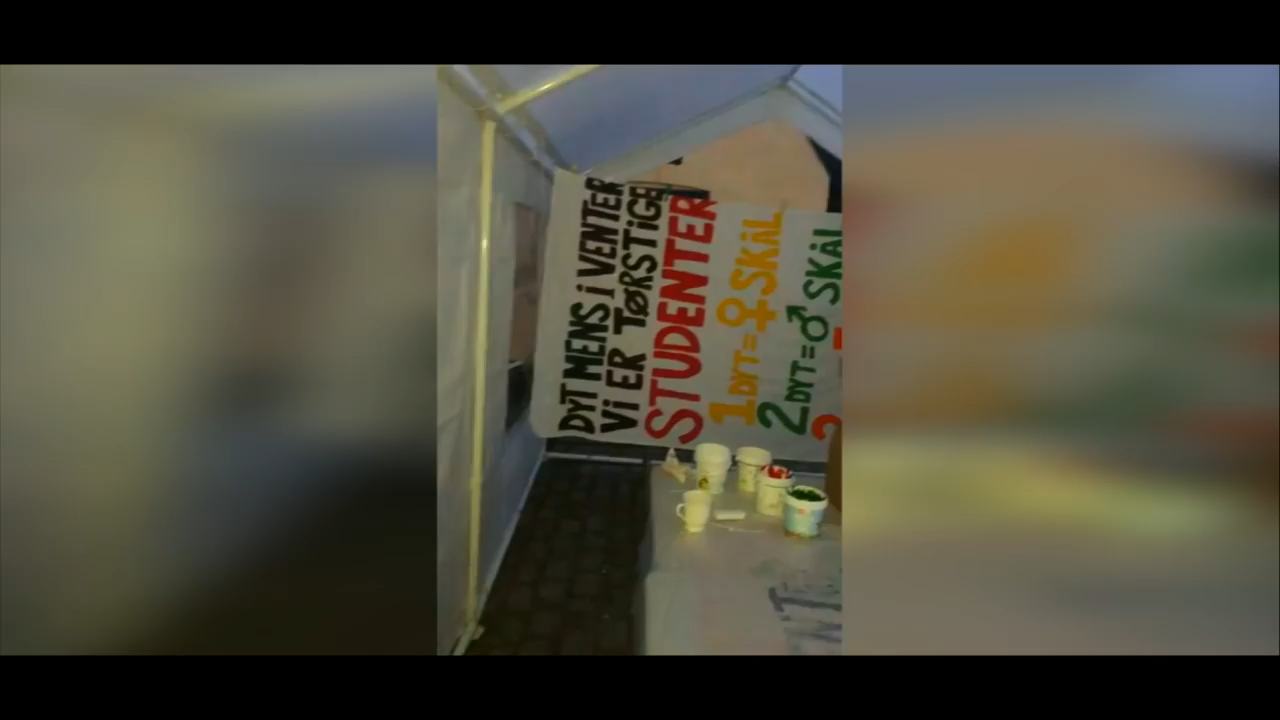 DYT MENS i VENTER
Vi ER TØRSTiGE
STUDENTER
1 DYT = ♀ SKÅL
2 DYT = ♂ SKÅL